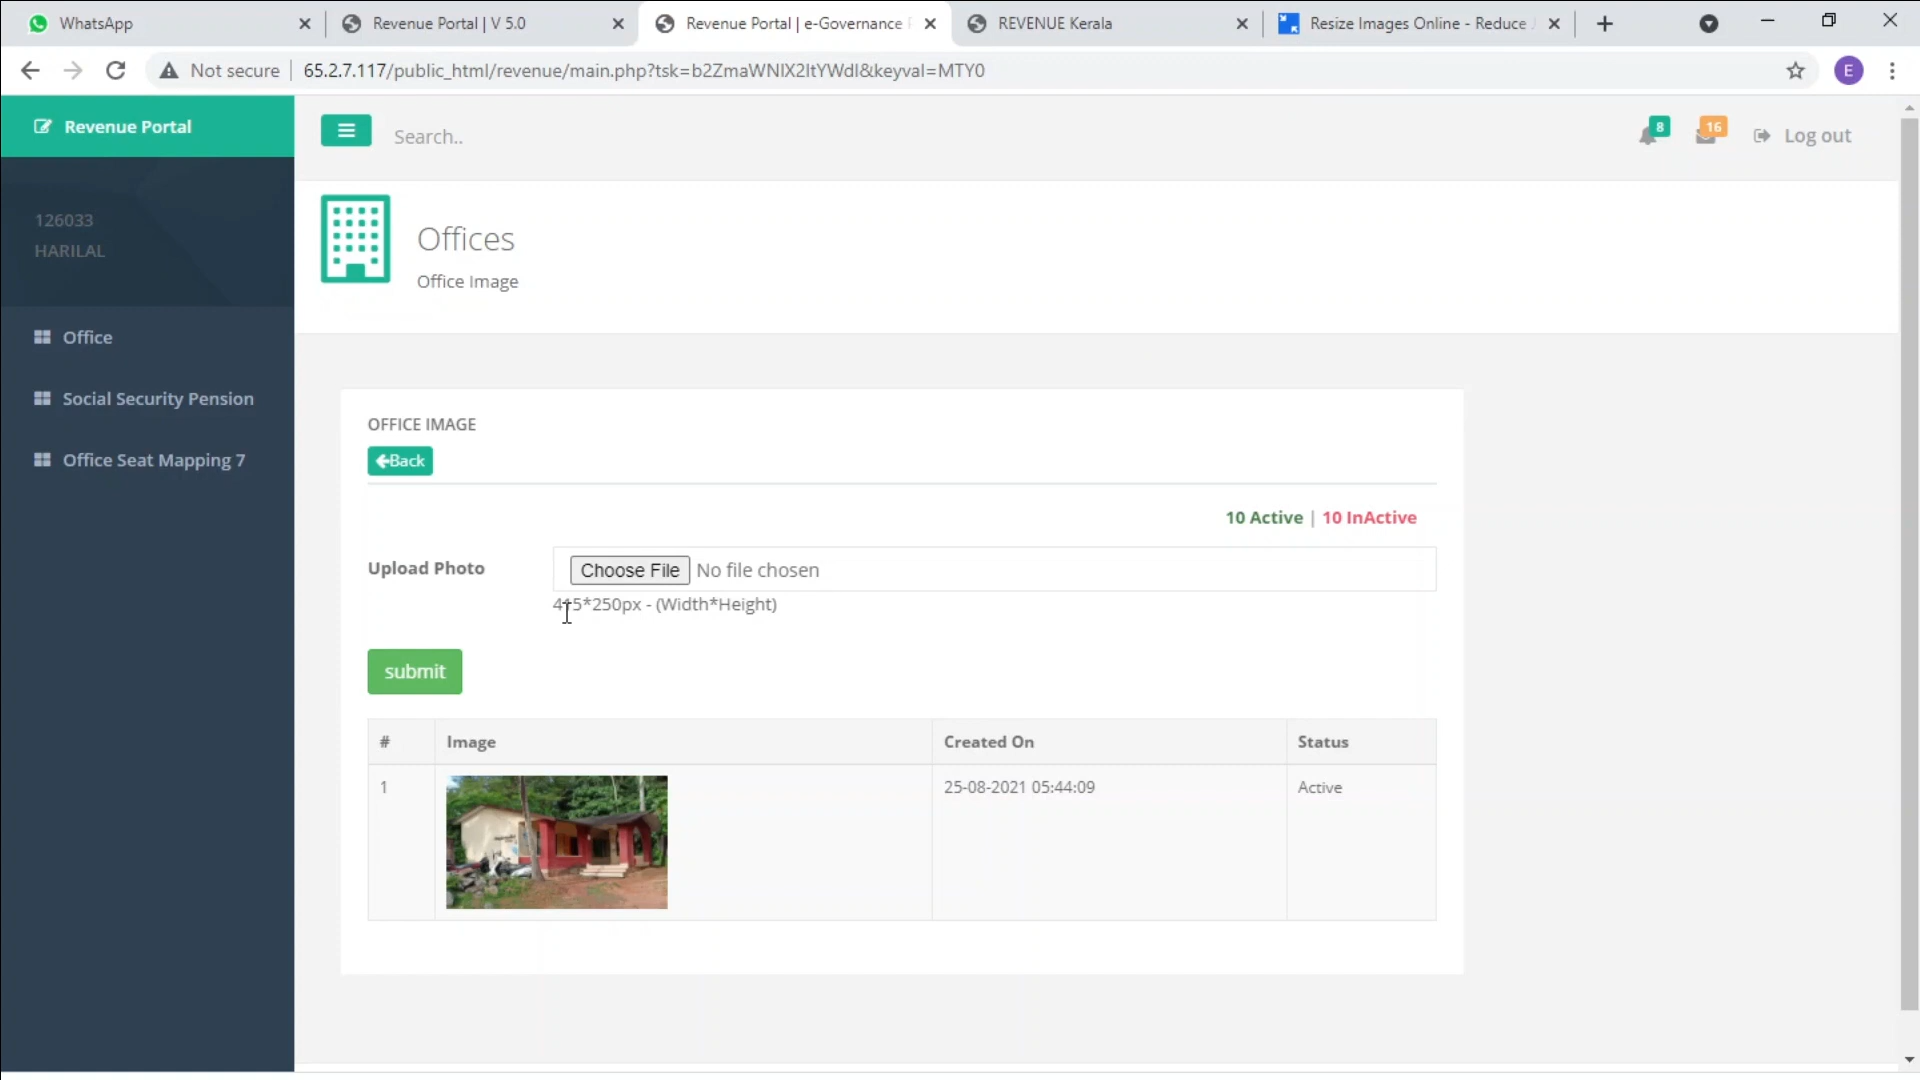 WhatsApp
Revenue Portal | V 5.0
Revenue Portal | e-Governance
REVENUE Kerala
Resize Images Online - Reduce
Not secure
65.2.7.117/public_html/revenue/main.php?tsk=b2ZmaWNlX2ltYWdl&keyval=MTY0
E
Revenue Portal
Search..
8
16
Log out
126033
HARILAL
Offices
Office Image
Office
Social Security Pension
Office Seat Mapping 7
OFFICE IMAGE
Back
10 Active | 10 InActive
Upload Photo
Choose File No file chosen
415*250px - (Width*Height)
submit
# Image Created On Status
1 25-08-2021 05:44:09 Active